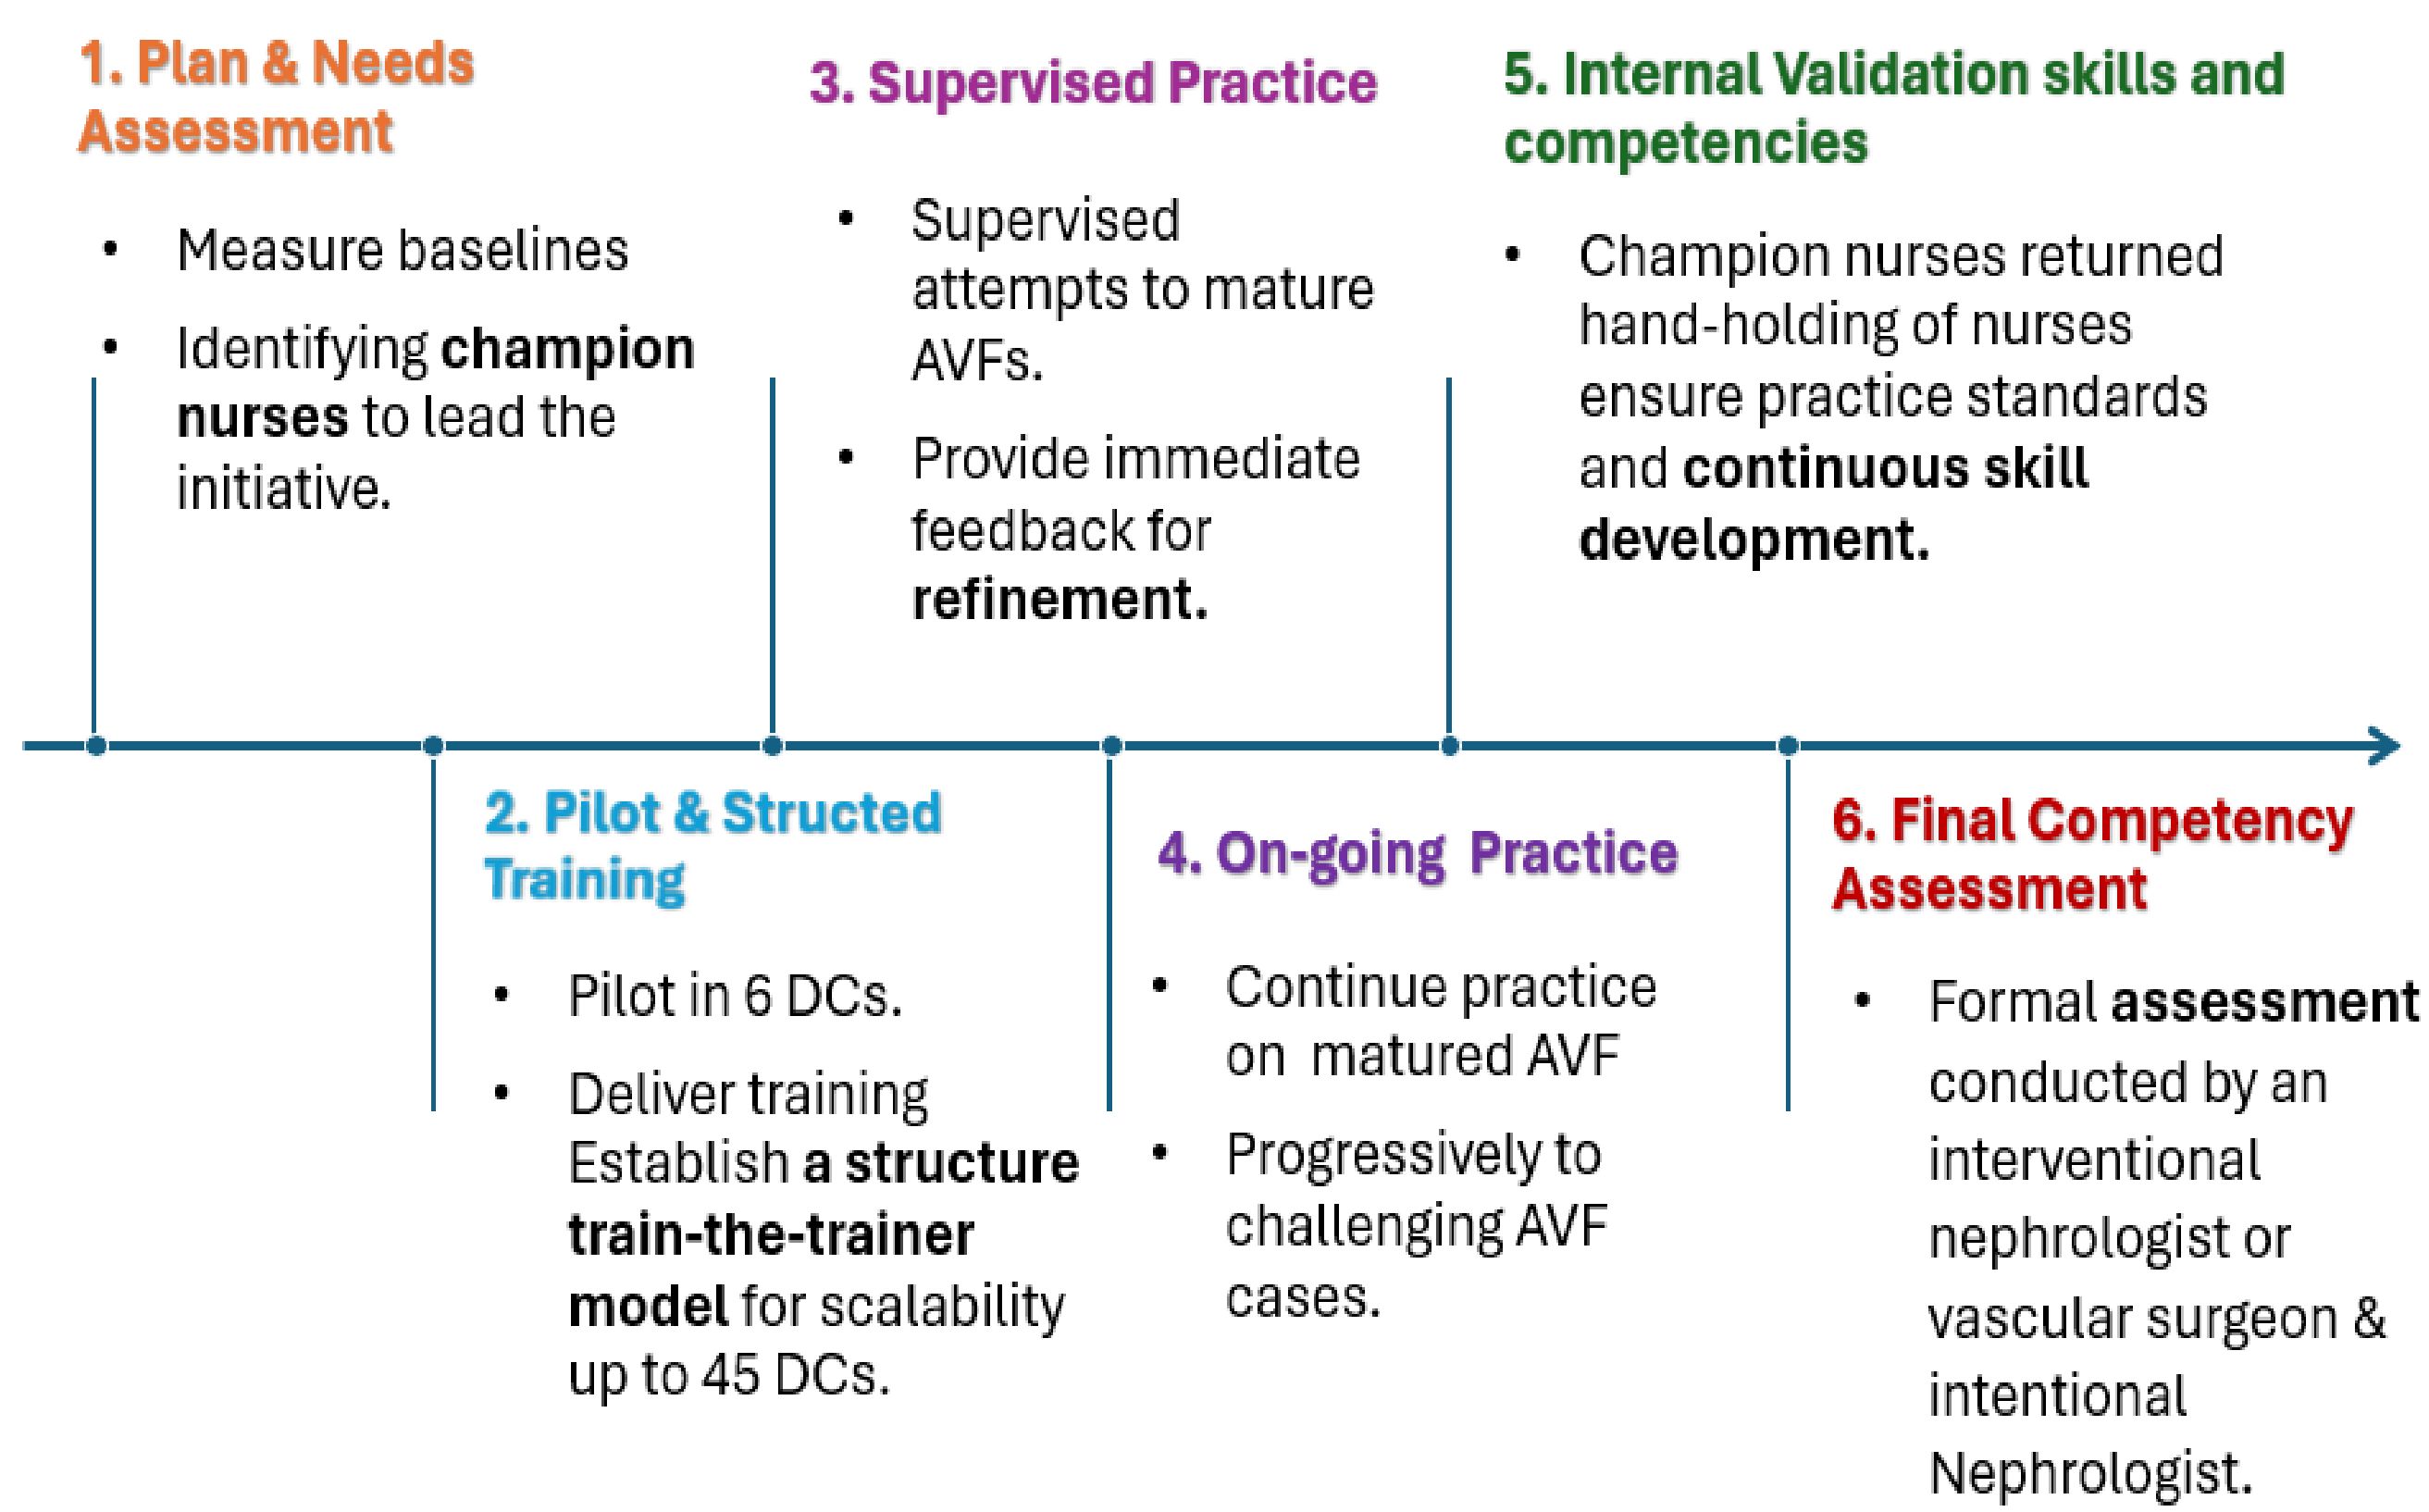 1. Plan & Needs
Assessment
• Measure baselines
• Identifying champion
nurses to lead the
initiative.
2. Pilot & Structed
Training
• Pilot in 6 DCs.
• Deliver training
Establish a structure
train-the-trainer
model for scalability
up to 45 DCs.
3. Supervised Practice
• Supervised
attempts to mature
AVFs.
• Provide immediate
feedback for
refinement.
4. On-going Practice
• Continue practice
on matured AVF
• Progressively to
challenging AVF
cases.
5. Internal Validation skills and
competencies
• Champion nurses returned
hand-holding of nurses
ensure practice standards
and continuous skill
development.
6. Final Competency
Assessment
• Formal assessment
conducted by an
interventional
nephrologist or
vascular surgeon &
intentional
Nephrologist.